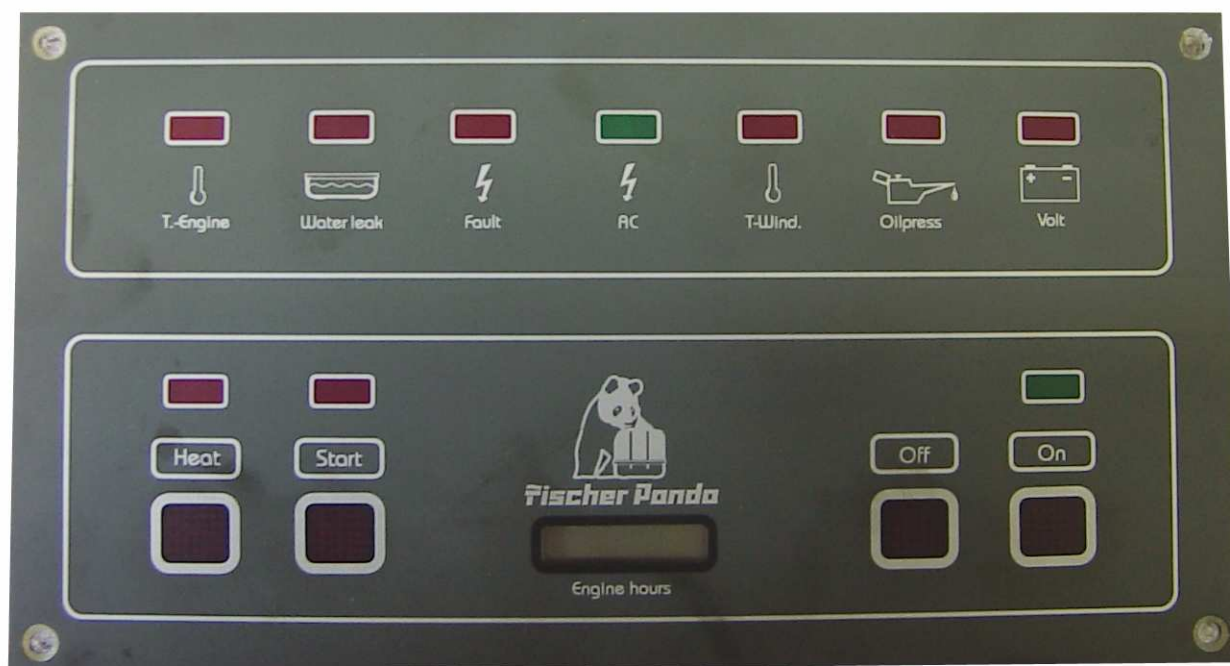 T.-Engine
Water leak
Fault
AC
T-Wind.
Oilpress
Volt
+ -
Heat
Start
Off
On
Fischer Panda
Engine hours